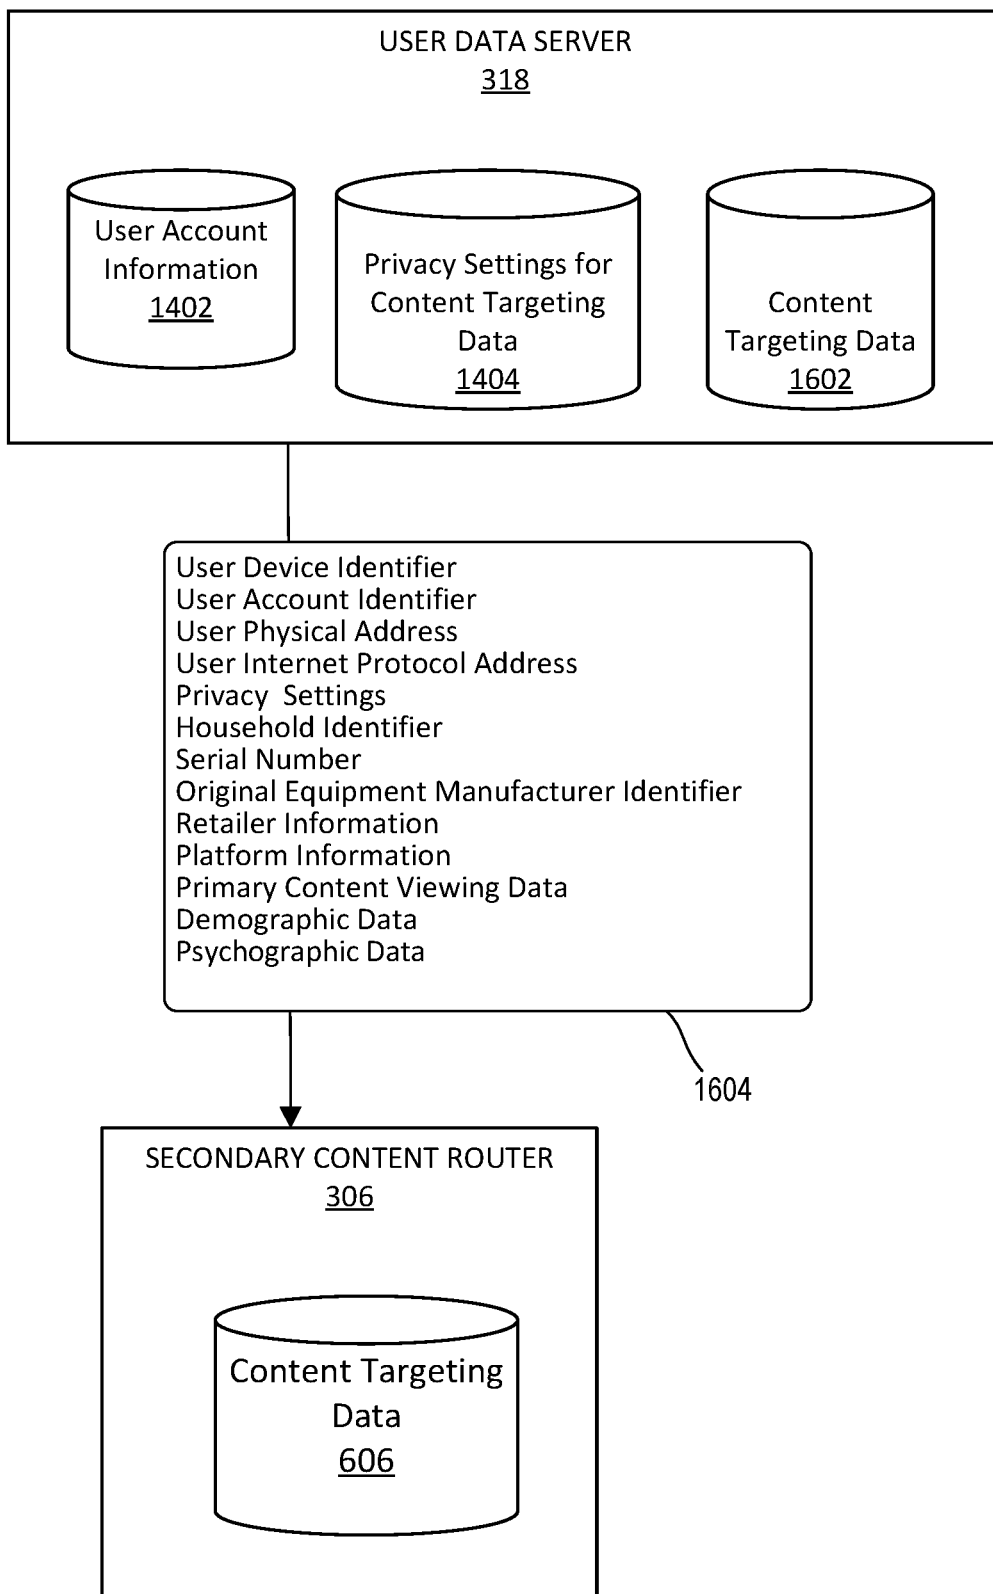 USER DATA SERVER
318
User Account
Information
1402
Privacy Settings for
Content Targeting
Data
1404
Content
Targeting Data
1602
User Device Identifier
User Account Identifier
User Physical Address
User Internet Protocol Address
Privacy  Settings
Household Identifier
Serial Number
Original Equipment Manufacturer Identifier
Retailer Information
Platform Information
Primary Content Viewing Data
Demographic Data
Psychographic Data
1604
SECONDARY CONTENT ROUTER
306
Content Targeting
Data
606